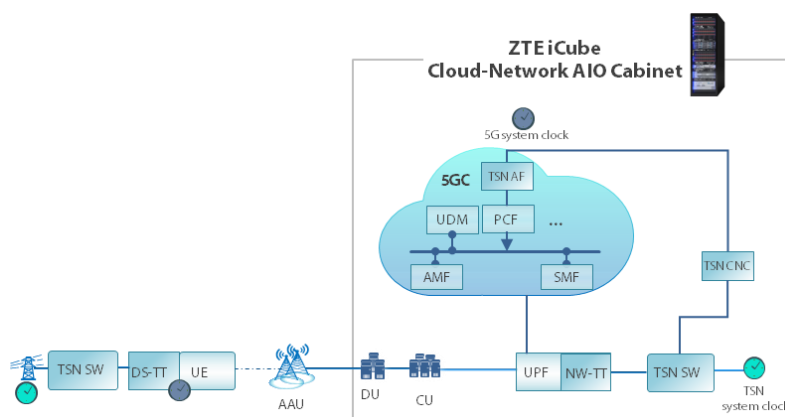 ZTE iCube
Cloud-Network AIO Cabinet
5G system clock
5GC
TSN AF
UDM
PCF
...
AMF
SMF
TSN CNC
TSN SW
DS-TT
UE
AAU
DU
CU
UPF
NW-TT
TSN SW
TSN
system clock